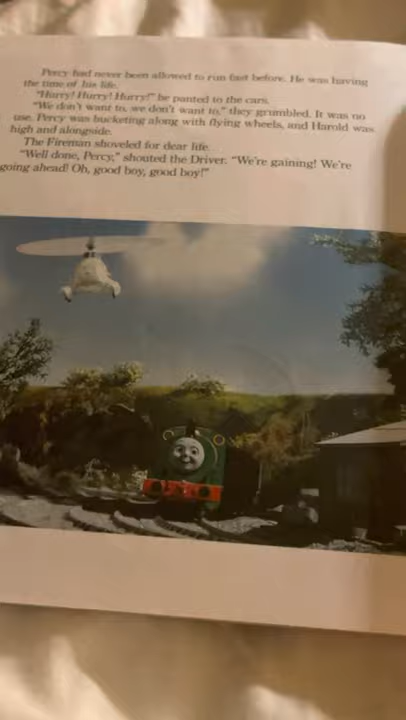 Percy had never been allowed to run fast before. He was having
the time of his life.
"Hurry! Hurry! Hurry!" he panted to the cars.
"We don't want to, we don't want to," they grumbled. It was no
use. Percy was bucketing along with flying wheels, and Harold was
high and alongside.
The Fireman shoveled for dear life.
"Well done, Percy," shouted the Driver. "We're gaining! We're
going ahead! Oh, good boy, good boy!"